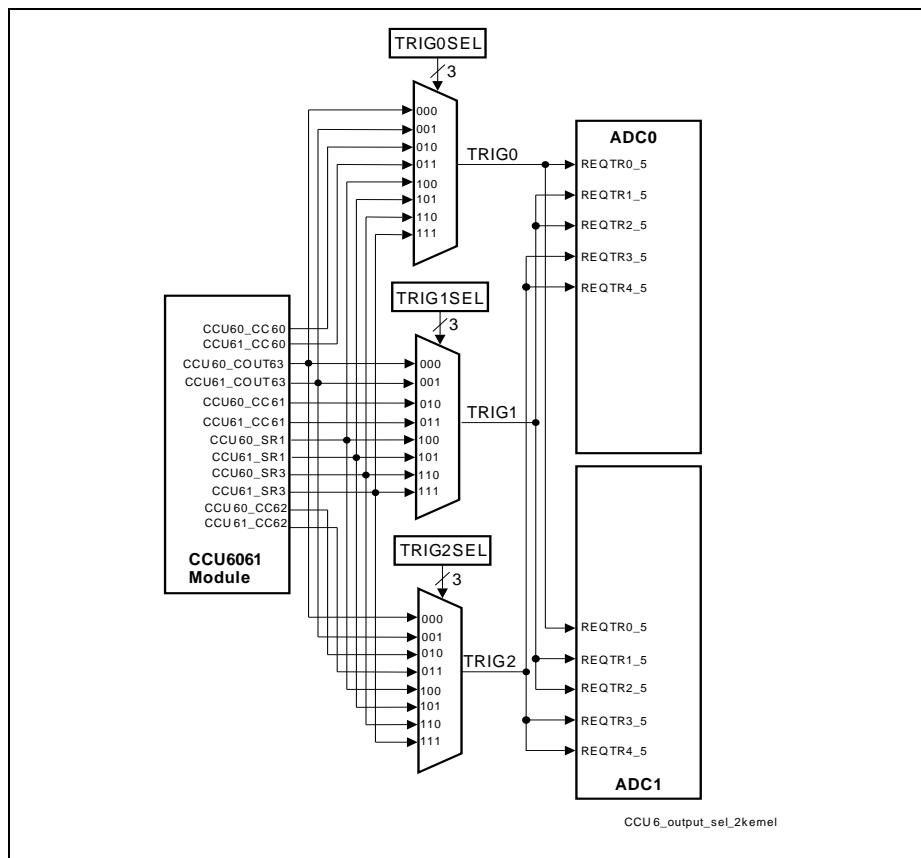 TRIG0SEL
3
000
001
010
011
100
101
110
111
TRIG0
ADC0
REQTR0_5
REQTR1_5
REQTR2_5
REQTR3_5
REQTR4_5
TRIG1SEL
3
CCU60_CC60
CCU61_CC60
CCU60_COUT63
CCU61_COUT63
CCU60_CC61
CCU61_CC61
CCU60_SR1
CCU61_SR1
CCU60_SR3
CCU61_SR3
CCU60_CC62
CCU61_CC62
CCU6061
Module
000
001
010
011
100
101
110
111
TRIG1
TRIG2SEL
3
000
001
010
011
100
101
110
111
TRIG2
REQTR0_5
REQTR1_5
REQTR2_5
REQTR3_5
REQTR4_5
ADC1
CCU6_output_sel_2kernel